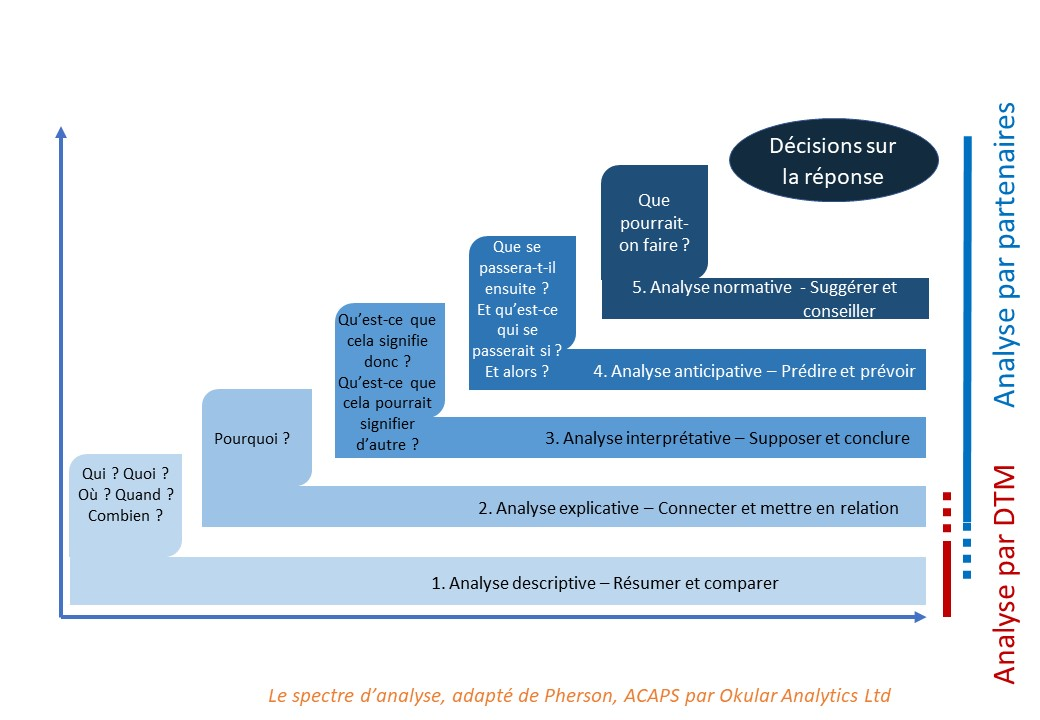 Décisions sur
la réponse
Que
pourrait-
on faire ?
5. Analyse normative - Suggérer et
conseiller
Que se
passera-t-il
ensuite ?
Et qu’est-ce
qui se
passerait si ?
Et alors ?
4. Analyse anticipative – Prédire et prévoir
Qu’est-ce que
cela signifie
donc ?
Qu’est-ce que
cela pourrait
signifier
d’autre ?
3. Analyse interprétative – Supposer et conclure
Pourquoi ?
2. Analyse explicative – Connecter et mettre en relation
Qui ? Quoi ?
Où ? Quand ?
Combien ?
1. Analyse descriptive – Résumer et comparer
Analyse par partenaires
Analyse par DTM
Le spectre d’analyse, adapté de Pherson, ACAPS par Okular Analytics Ltd